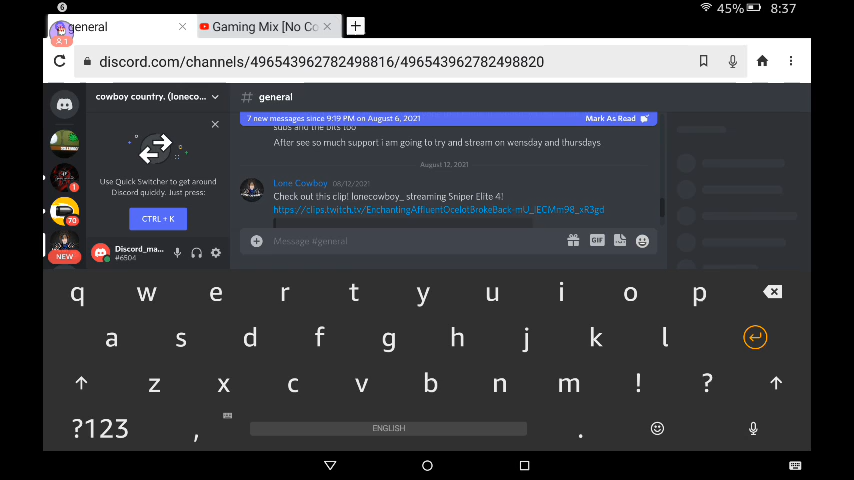 6
45% 8:37
general
Gaming Mix [No Co
1
discord.com/channels/496543962782498816/496543962782498820
cowboy country. (loneco...
# general
7 new messages since 9:19 PM on August 6, 2021 Mark As Read
subs and the bits too
After see so much support i am going to try and stream on wensday and thursdays
August 12, 2021
Use Quick Switcher to get around
Discord quickly. Just press:
CTRL + K
1
70
NEW
Lone Cowboy 08/12/2021
Check out this clip! lonecowboy_ streaming Sniper Elite 4!
https://clips.twitch.tv/EnchantingAffluentOcelotBrokeBack-mU_IECMm98_xR3gd
Discord_ma...
#6504
Message #general
GIF
q w e r t y u i o p
a s d f g h j k l
z x c v b n m ! ?
?123 , ENGLISH .